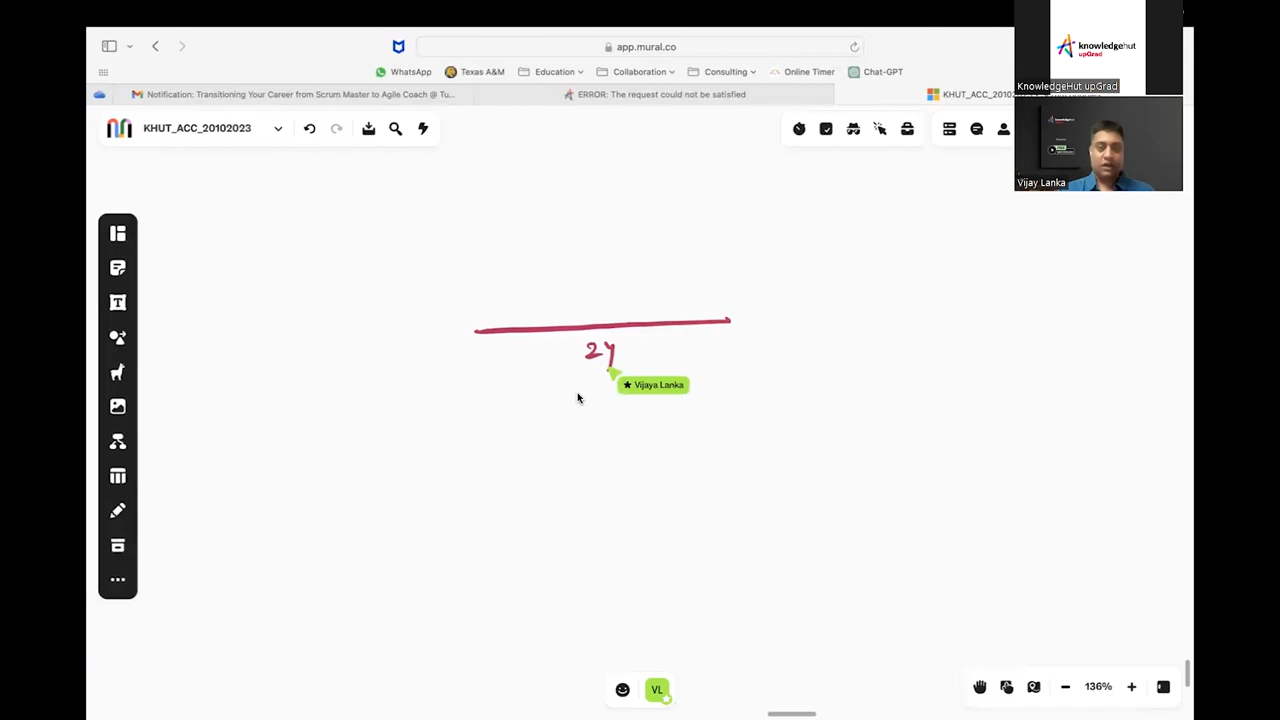 app.mural.co
WhatsApp
Texas A&M
Education
Collaboration
Consulting
Online Timer
Chat-GPT
Notification: Transitioning Your Career from Scrum Master to Agile Coach @ Tu...
ERROR: The request could not be satisfied
KHUT_ACC_2010
KHUT_ACC_20102023
knowledgehut
upGrad
KnowledgeHut upGrad
knowledgehut
Vijay Lanka
2y
Vijaya Lanka
VL
136%